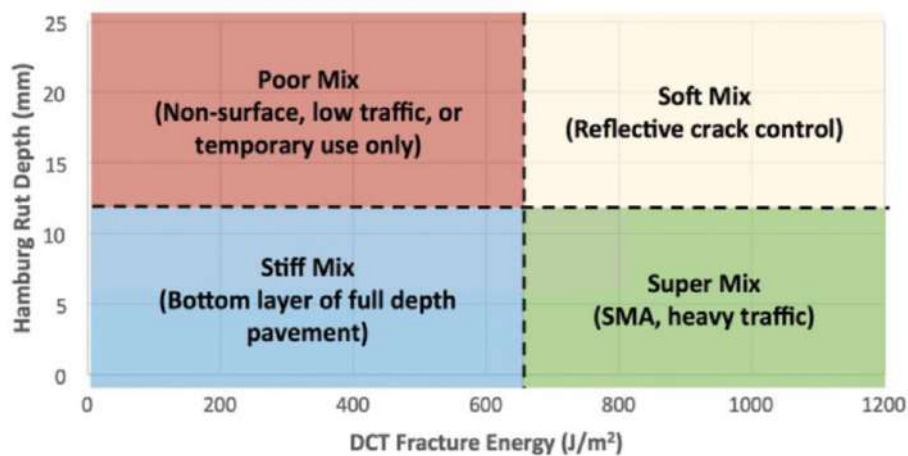 25
20
15
10
5
0
Hamburg Rut Depth (mm)
Poor Mix
(Non-surface, low traffic, or
temporary use only)
Soft Mix
(Reflective crack control)
Stiff Mix
(Bottom layer of full depth
pavement)
Super Mix
(SMA, heavy traffic)
0 200 400 600 800 1000 1200
DCT Fracture Energy (J/m²)